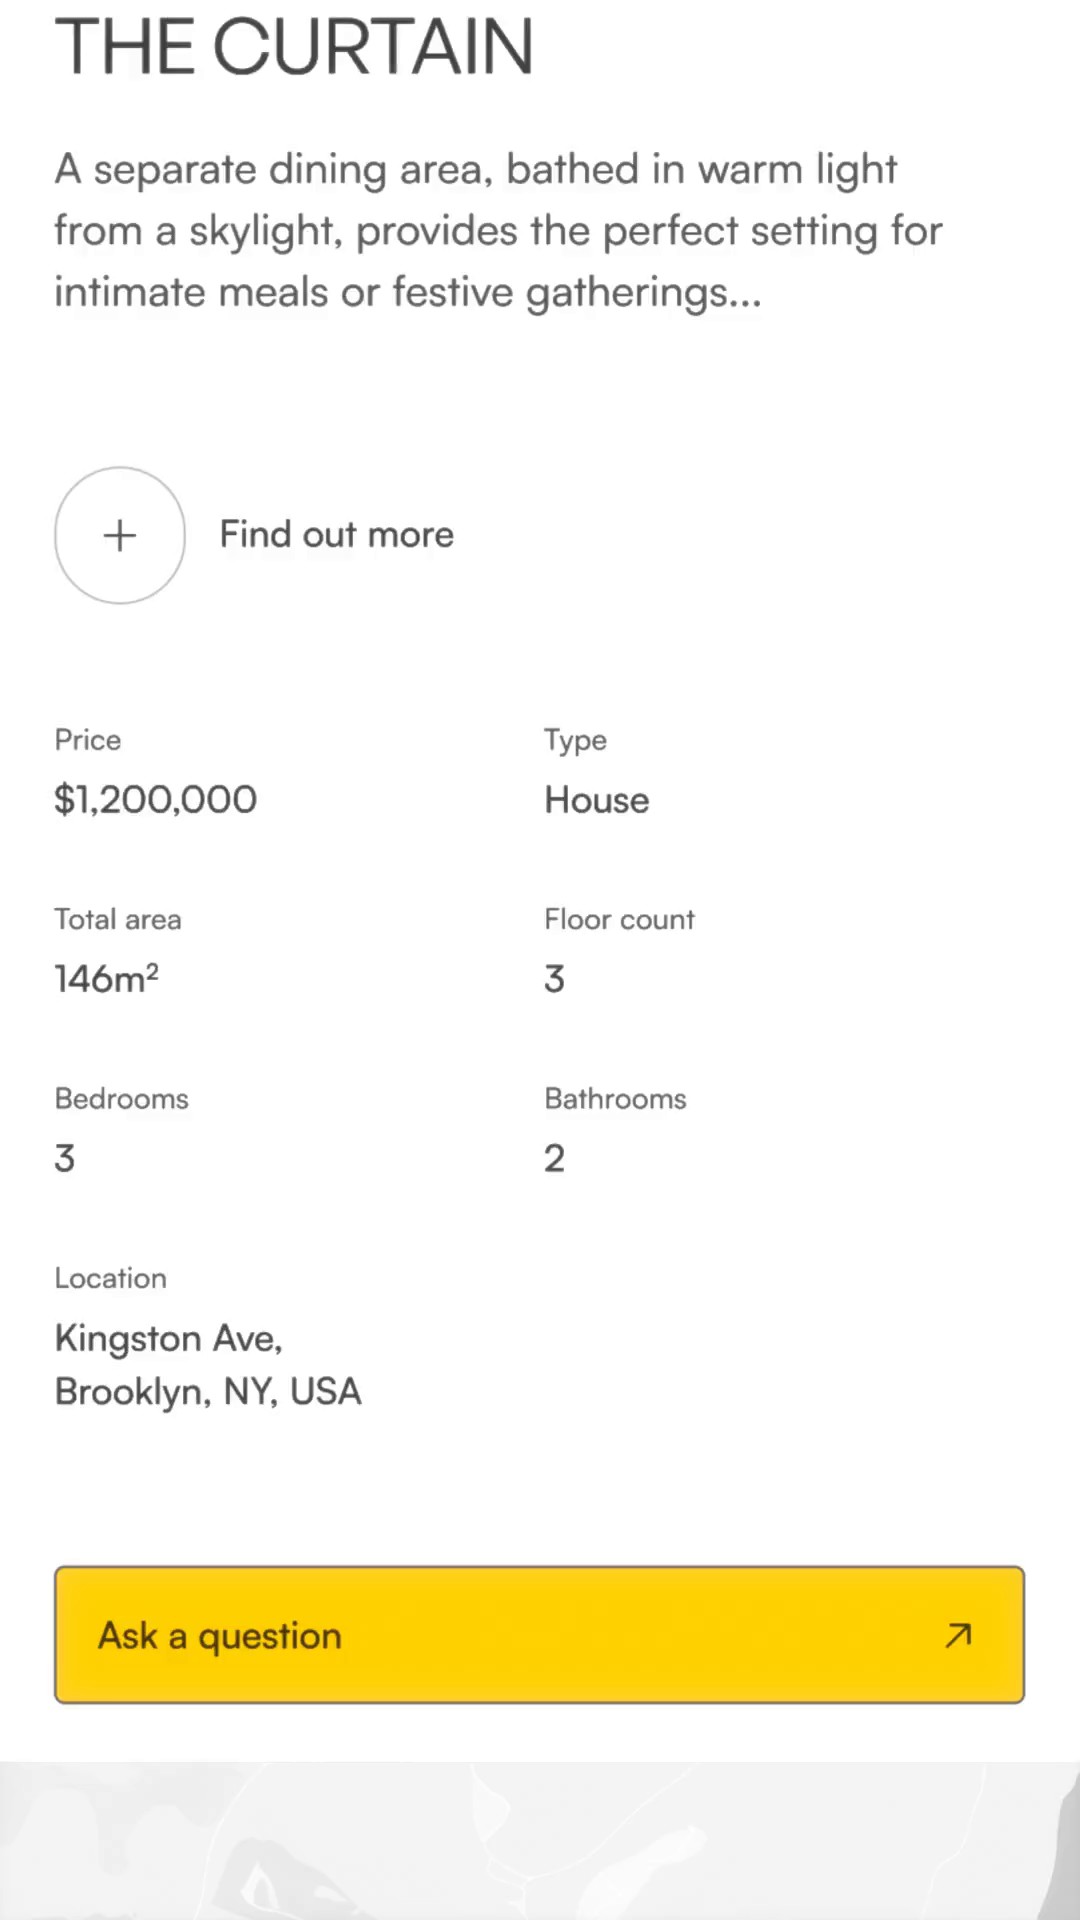 THE CURTAIN
A separate dining area, bathed in warm light
from a skylight, provides the perfect setting for
intimate meals or festive gatherings...
Find out more
Price
$1,200,000
Type
House
Total area
146m²
Floor count
3
Bedrooms
3
Bathrooms
2
Location
Kingston Ave,
Brooklyn, NY, USA
Ask a question